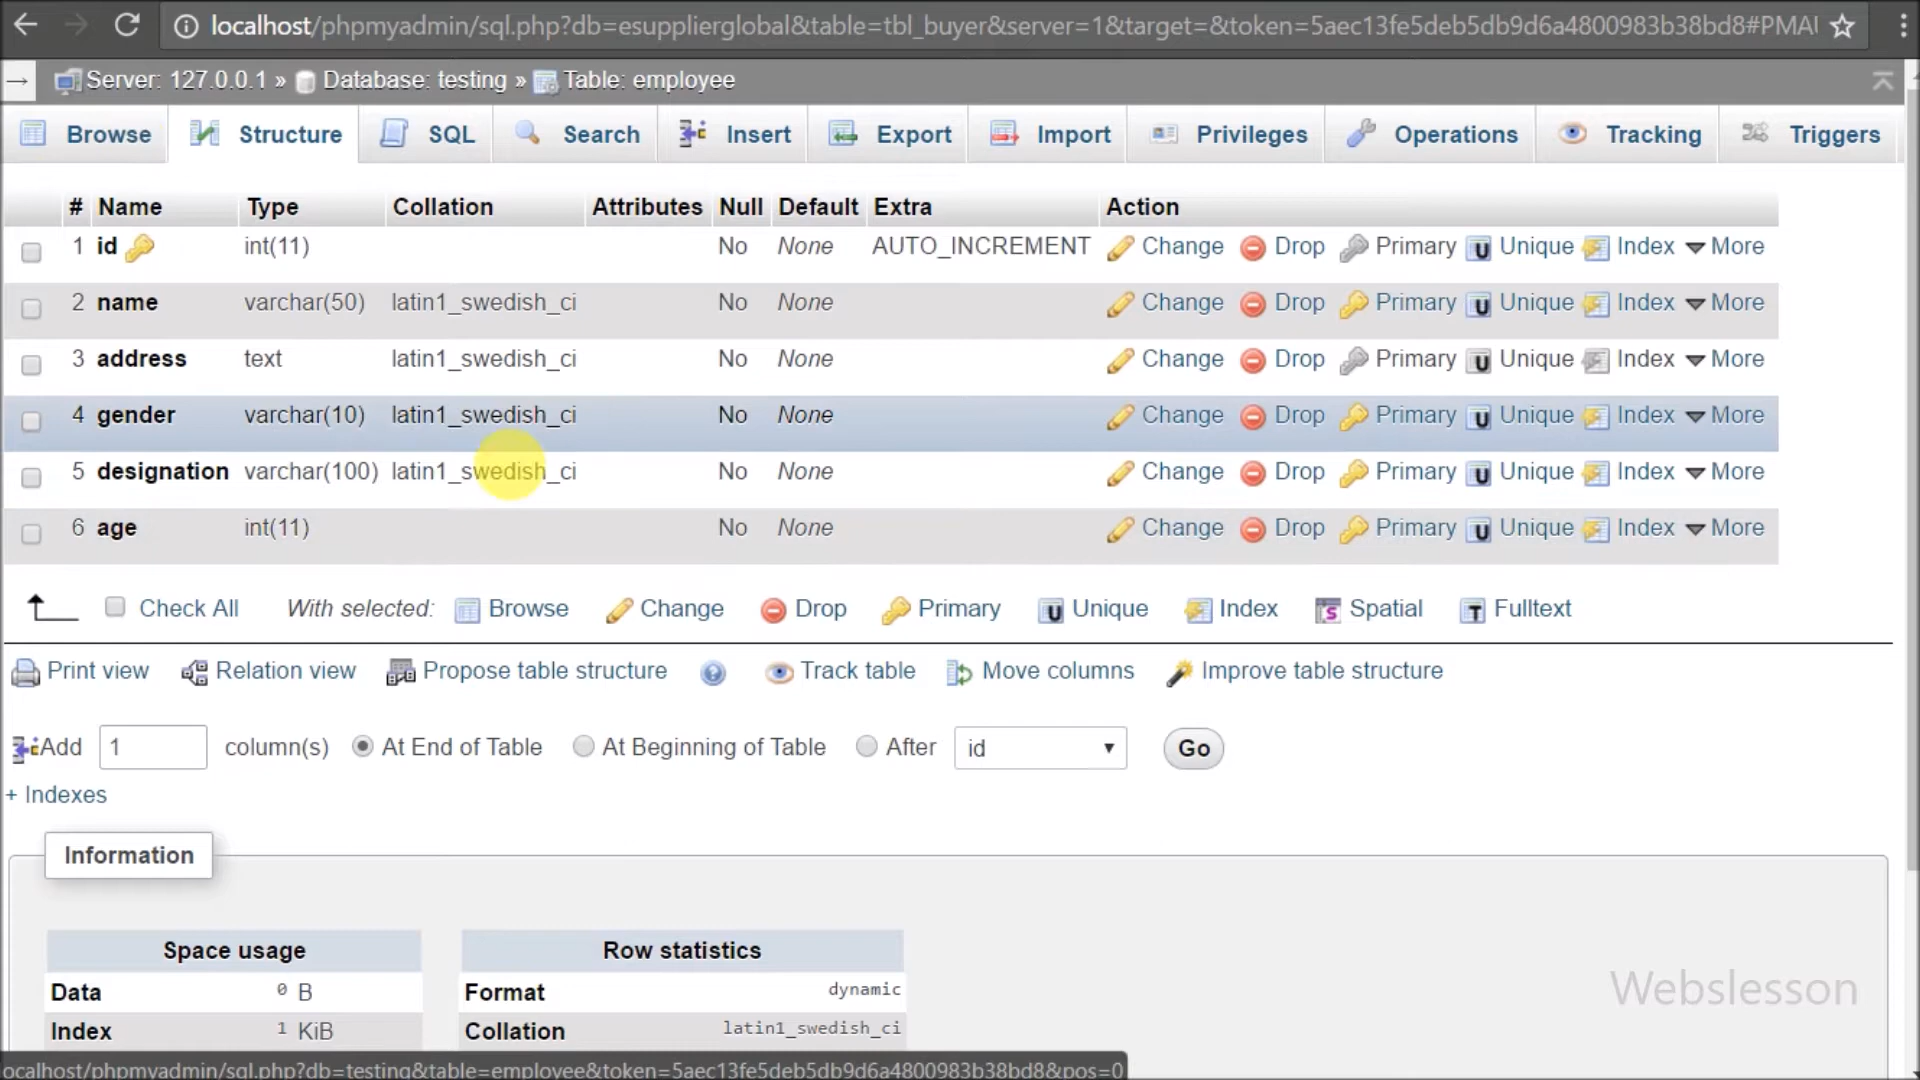 localhost/phpmyadmin/sql.php?db=esupplierglobal&table=tbl_buyer&server=1&target=&token=5aec13fe5deb5db9d6a4800983b38bd8#PMAU
Server: 127.0.0.1 » Database: testing » Table: employee
Browse Structure SQL Search Insert Export Import Privileges Operations Tracking Triggers
# Name Type Collation Attributes Null Default Extra Action
1 id int(11) No None AUTO_INCREMENT Change Drop Primary Unique Index More
2 name varchar(50) latin1_swedish_ci No None Change Drop Primary Unique Index More
3 address text latin1_swedish_ci No None Change Drop Primary Unique Index More
4 gender varchar(10) latin1_swedish_ci No None Change Drop Primary Unique Index More
5 designation varchar(100) latin1_swedish_ci No None Change Drop Primary Unique Index More
6 age int(11) No None Change Drop Primary Unique Index More
Check All With selected: Browse Change Drop Primary Unique Index Spatial Fulltext
Print view Relation view Propose table structure Track table Move columns Improve table structure
Add 1 column(s) At End of Table At Beginning of Table After id Go
+ Indexes
Information
Space usage Row statistics
Data 0 B Format dynamic
Index 1 KiB Collation latin1_swedish_ci
Webslesson
ocalhost/phpmyadmin/sql.php?db=testing&table=employee&token=5aec13fe5deb5db9d6a4800983b38bd8&pos=0